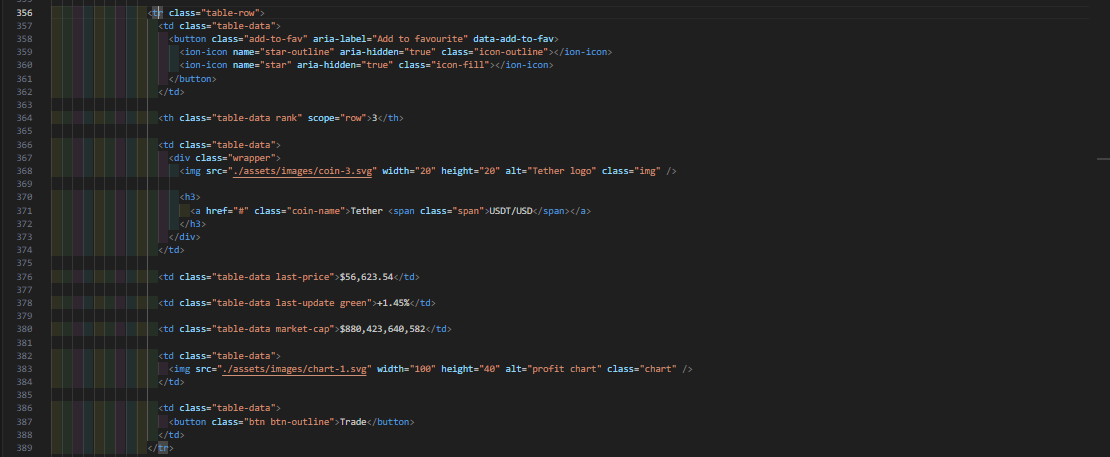 356 <tr class="table-row">
357 <td class="table-data">
358 <button class="add-to-fav" aria-label="Add to favourite" data-add-to-fav>
359 <ion-icon name="star-outline" aria-hidden="true" class="icon-outline"></ion-icon>
360 <ion-icon name="star" aria-hidden="true" class="icon-fill"></ion-icon>
361 </button>
362 </td>
363
364 <th class="table-data rank" scope="row">3</th>
365
366 <td class="table-data">
367 <div class="wrapper">
368 <img src="./assets/images/coin-3.svg" width="20" height="20" alt="Tether logo" class="img" />
369
370 <h3>
371 <a href="#" class="coin-name">Tether <span class="span">USDT/USD</span></a>
372 </h3>
373 </div>
374 </td>
375
376 <td class="table-data last-price">$56,623.54</td>
377
378 <td class="table-data last-update green">+1.45%</td>
379
380 <td class="table-data market-cap">$880,423,640,582</td>
381
382 <td class="table-data">
383 <img src="./assets/images/chart-1.svg" width="100" height="40" alt="profit chart" class="chart" />
384 </td>
385
386 <td class="table-data">
387 <button class="btn btn-outline">Trade</button>
388 </td>
389 </tr>